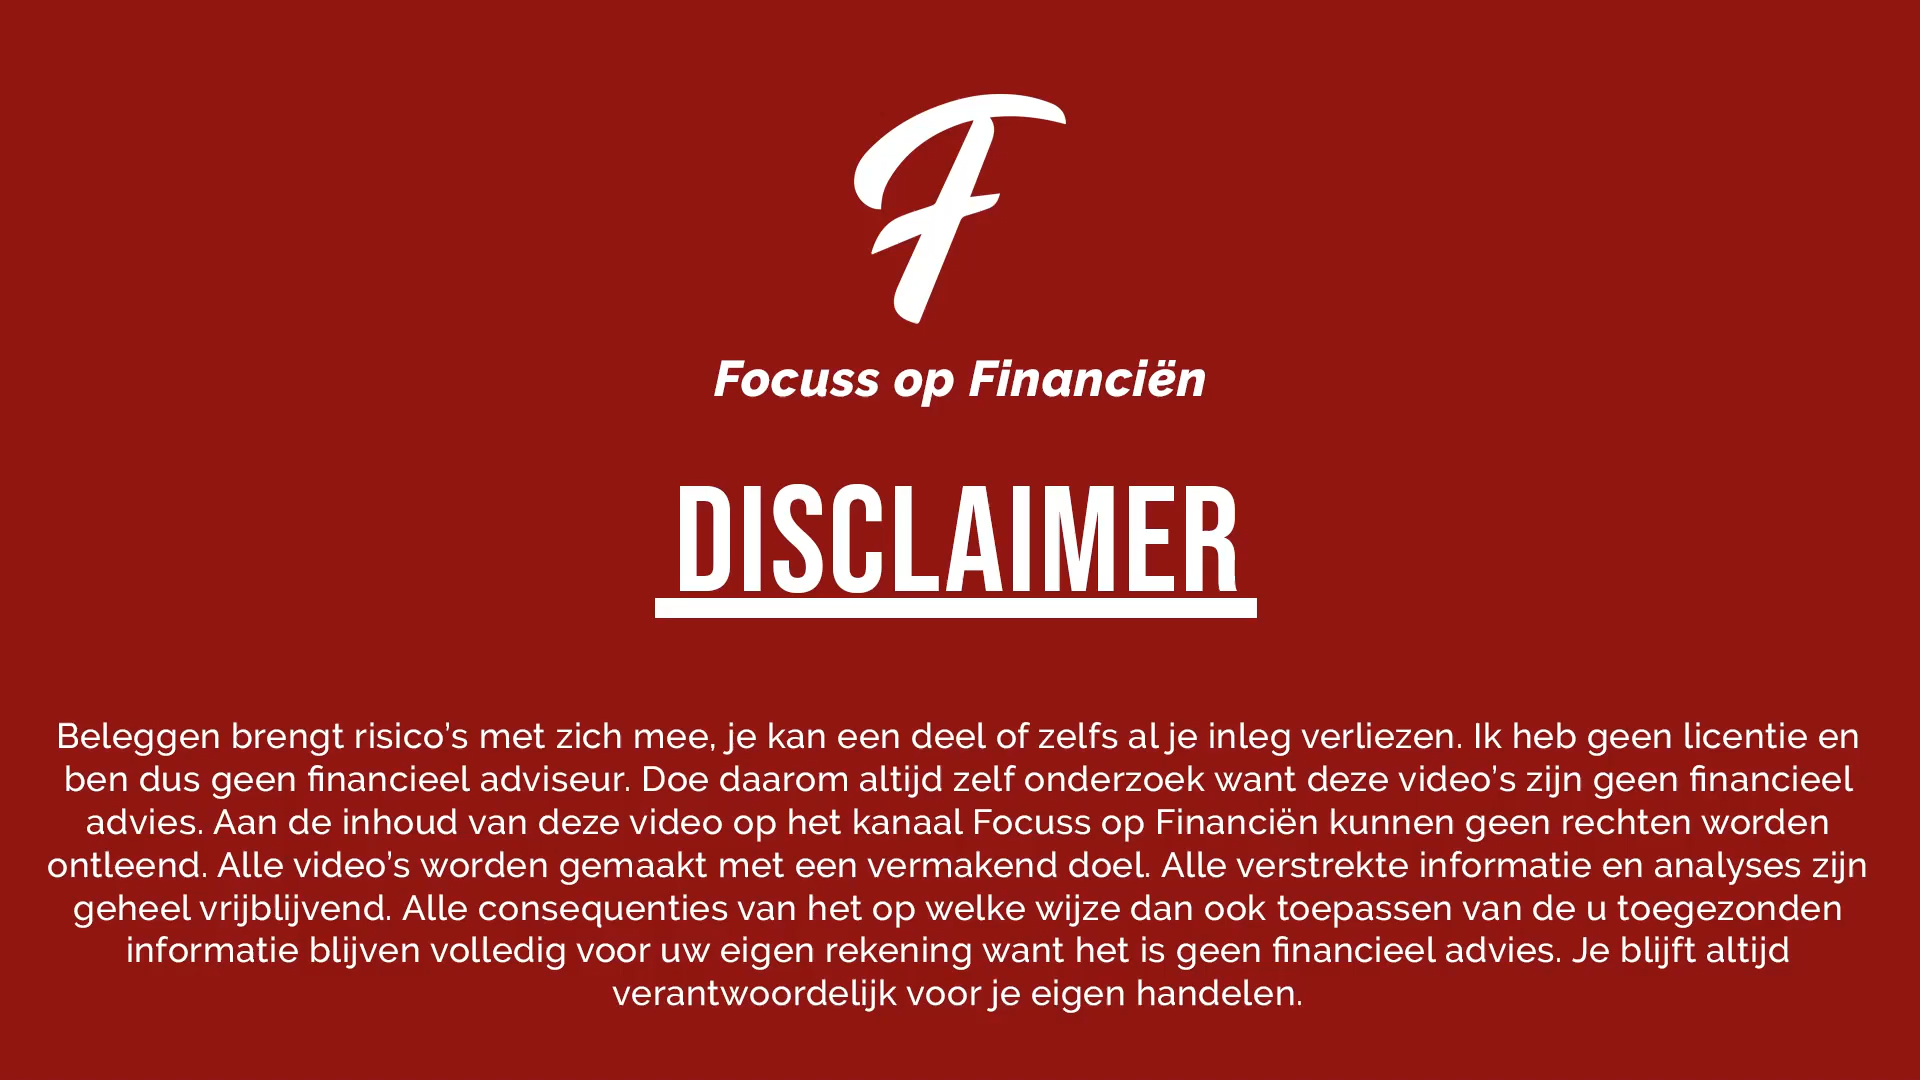 F
Focuss op Financiën
DISCLAIMER
Beleggen brengt risico's met zich mee, je kan een deel of zelfs al je inleg verliezen. Ik heb geen licentie en
ben dus geen financieel adviseur. Doe daarom altijd zelf onderzoek want deze video's zijn geen financieel
advies. Aan de inhoud van deze video op het kanaal Focuss op Financiën kunnen geen rechten worden
ontleend. Alle video's worden gemaakt met een vermakend doel. Alle verstrekte informatie en analyses zijn
geheel vrijblijvend. Alle consequenties van het op welke wijze dan ook toepassen van de u toegezonden
informatie blijven volledig voor uw eigen rekening want het is geen financieel advies. Je blijft altijd
verantwoordelijk voor je eigen handelen.